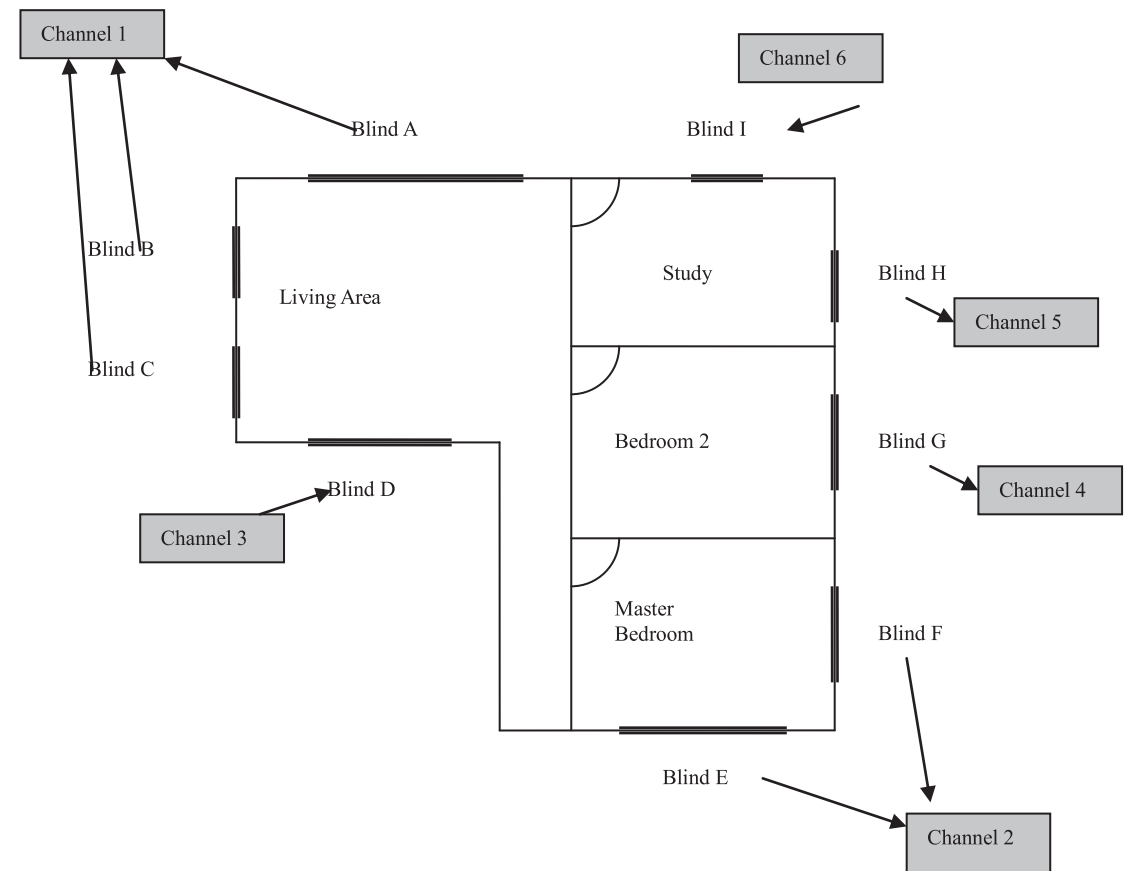 Channel 1
Channel 6
Blind A
Blind I
Blind B
Living Area
Study
Blind H
Channel 5
Blind C
Bedroom 2
Blind G
Blind D
Channel 4
Channel 3
Master
Bedroom
Blind F
Blind E
Channel 2